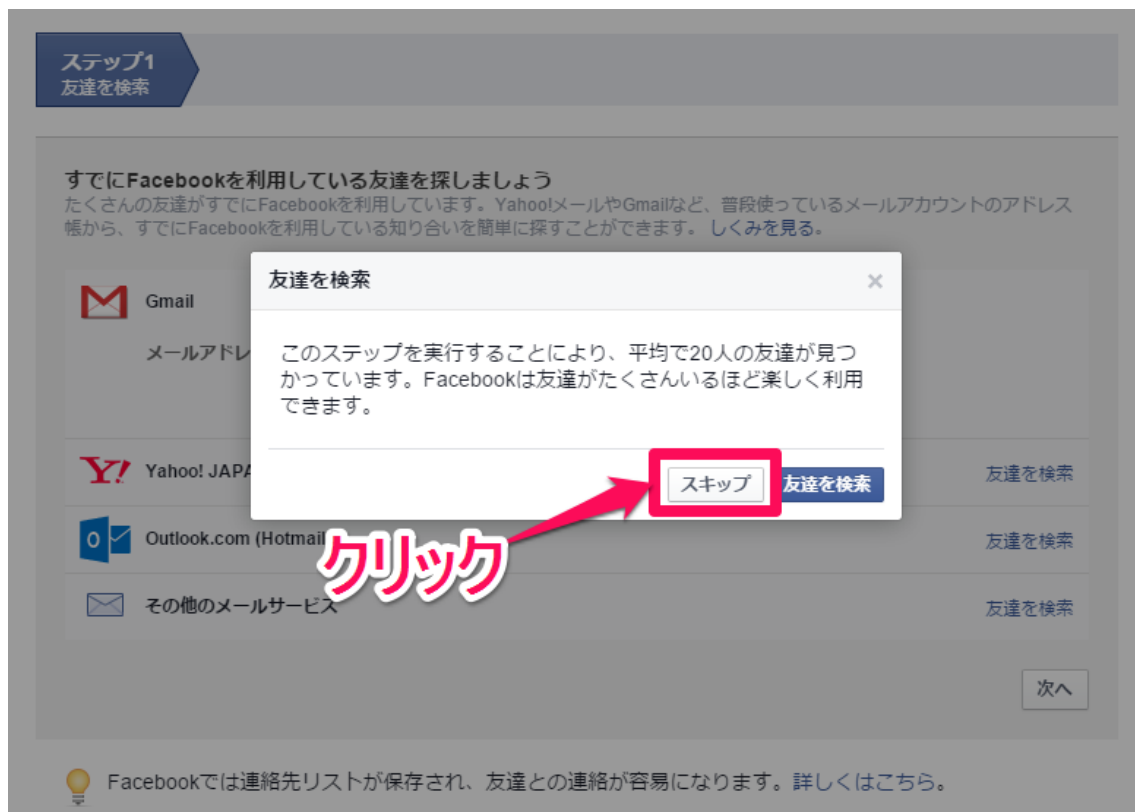 ステップ1
友達を検索
すでにFacebookを利用している友達を探しましょう
たくさんの友達がすでにFacebookを利用しています。Yahoo!メールやGmailなど、普段使っているメールアカウントのアドレス
帳から、すでにFacebookを利用している知り合いを簡単に探すことができます。しくみを見る。
Gmail
メールアドレ
友達を検索
×
このステップを実行することにより、平均で20人の友達が見つ
かっています。Facebookは友達がたくさんいるほど楽しく利用
できます。
スキップ 友達を検索
クリック
Y! Yahoo! JAPA 友達を検索
Outlook.com (Hotmail 友達を検索
その他のメールサービス 友達を検索
次へ
Facebookでは連絡先リストが保存され、友達との連絡が容易になります。詳しくはこちら。